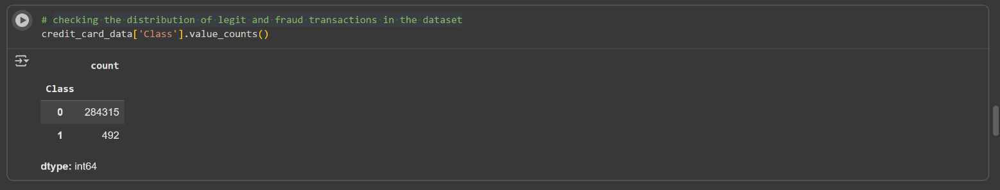 # checking the distribution of legit and fraud transactions in the dataset
credit_card_data['Class'].value_counts()
count
Class
0 284315
1 492
dtype: int64